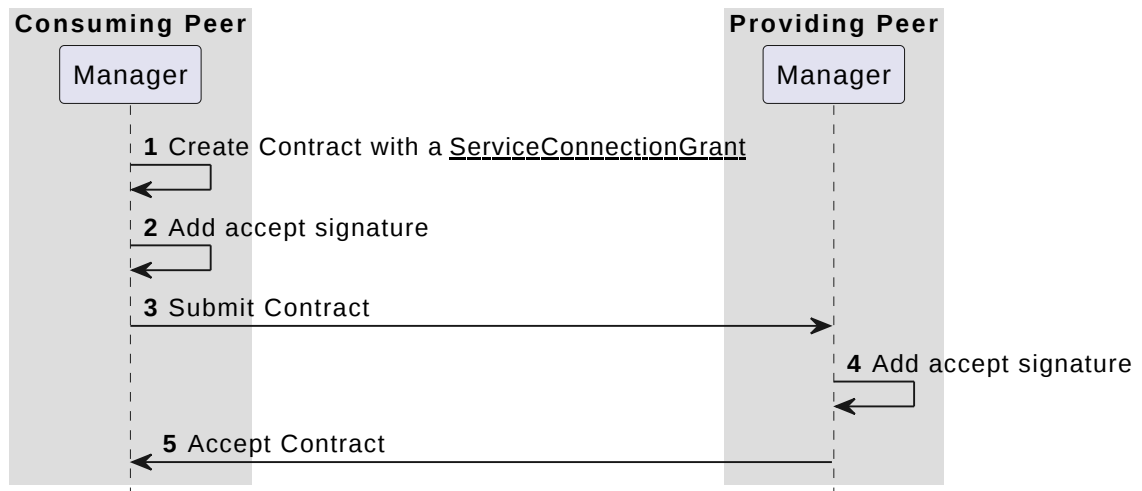 Consuming Peer
Providing Peer
Manager
Manager
1 Create Contract with a ServiceConnectionGrant
2 Add accept signature
3 Submit Contract
4 Add accept signature
5 Accept Contract